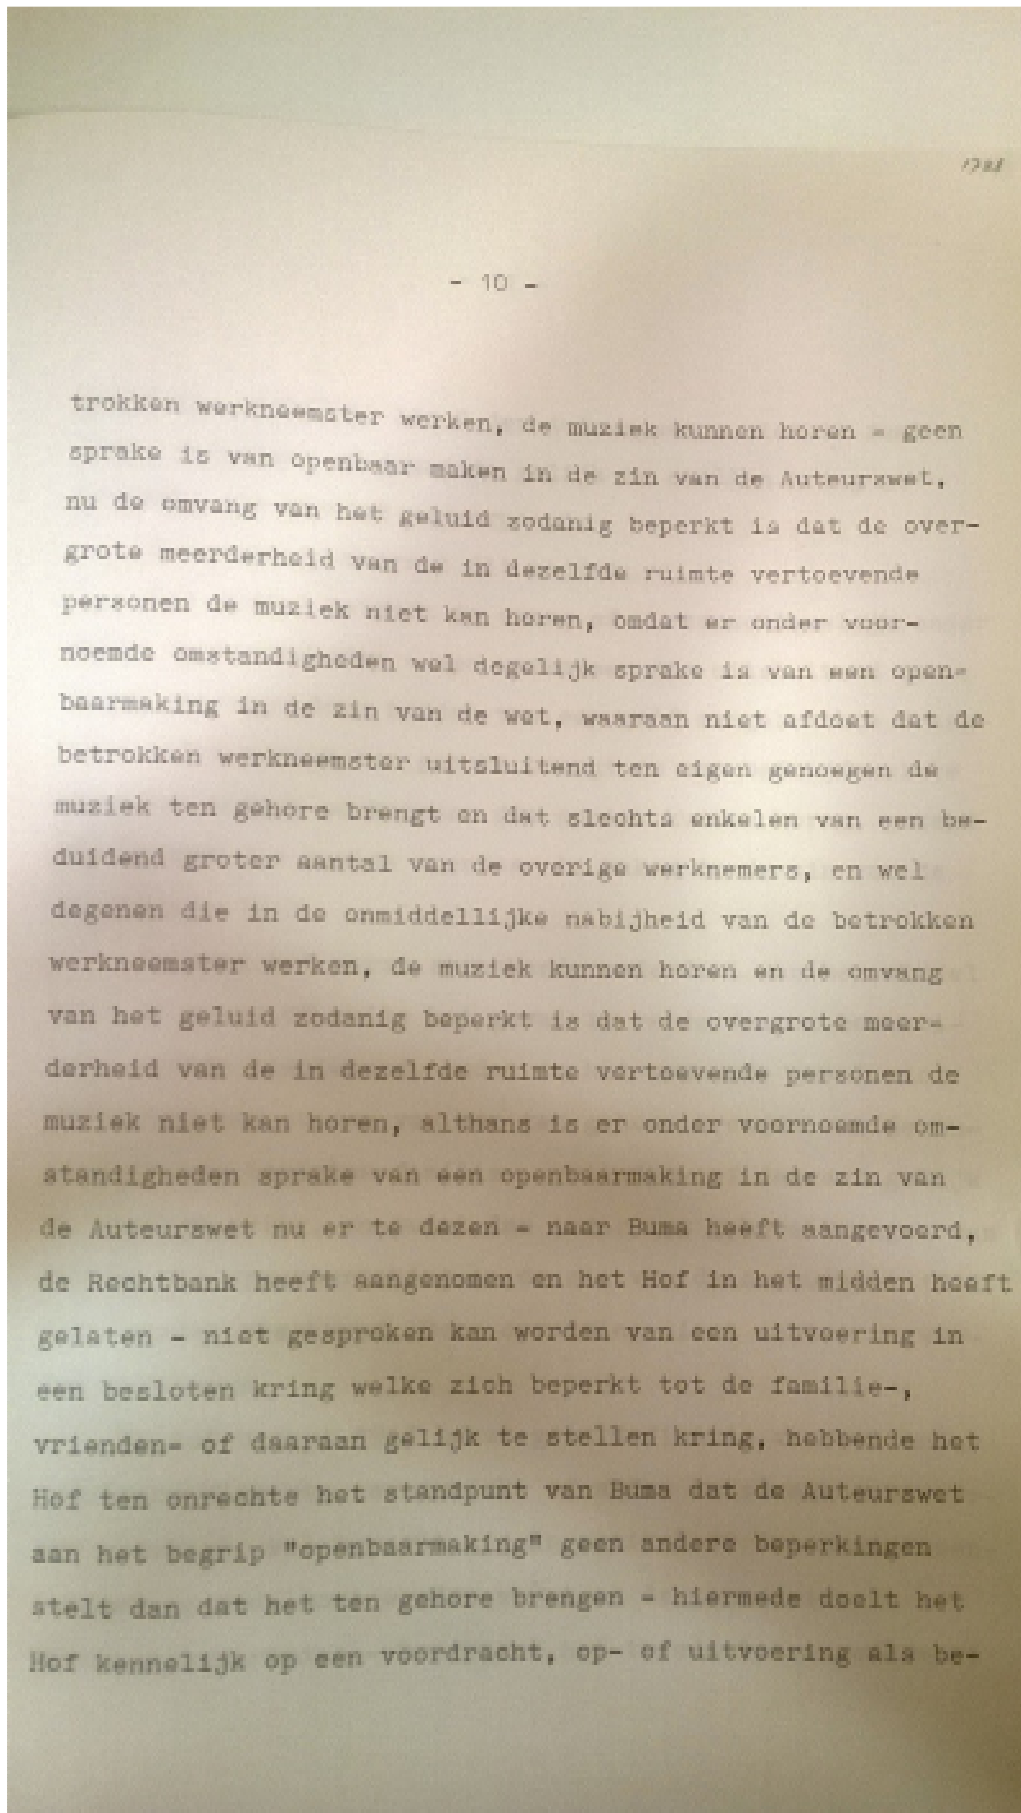 - 10 -
trokken werkneemster werken, de muziek kunnen horen - geen
sprake is van openbaar maken in de zin van de Auteurswet,
nu de omvang van het geluid zodanig beperkt is dat de over-
grote meerderheid van de in dezelfde ruimte vertoevende
personen de muziek niet kan horen, omdat er onder voor-
noemde omstandigheden wel degelijk sprake is van een open-
baarmaking in de zin van de wet, waaraan niet afdoet dat de
betrokken werkneemster uitsluitend ten eigen genoegen de
muziek ten gehore brengt en dat slechts enkelen van een be-
duidend groter aantal van de overige werknemers, en wel
degenen die in de onmiddellijke nabijheid van de betrokken
werkneemster werken, de muziek kunnen horen en de omvang
van het geluid zodanig beperkt is dat de overgrote meer-
derheid van de in dezelfde ruimte vertoevende personen de
muziek niet kan horen, althans is er onder voornoemde om-
standigheden sprake van een openbaarmaking in de zin van
de Auteurswet nu er te dezen - naar Buma heeft aangevoerd,
de Rechtbank heeft aangenomen en het Hof in het midden heeft
gelaten - niet gesproken kan worden van een uitvoering in
een besloten kring welke zich beperkt tot de familie-,
vrienden- of daaraan gelijk te stellen kring, hebbende het
Hof ten onrechte het standpunt van Buma dat de Auteurswet
aan het begrip "openbaarmaking" geen andere beperkingen
stelt dan dat het ten gehore brengen - hiermede doelt het
Hof kennelijk op een voordracht, op- of uitvoering als be-